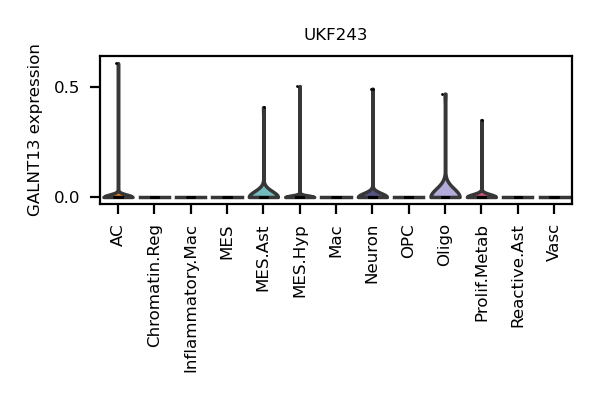 UKF243
GALNT13 expression
0.5
0.0
AC
Chromatin.Reg
Inflammatory.Mac
MES
MES.Ast
MES.Hyp
Mac
Neuron
OPC
Oligo
Prolif.Metab
Reactive.Ast
Vasc